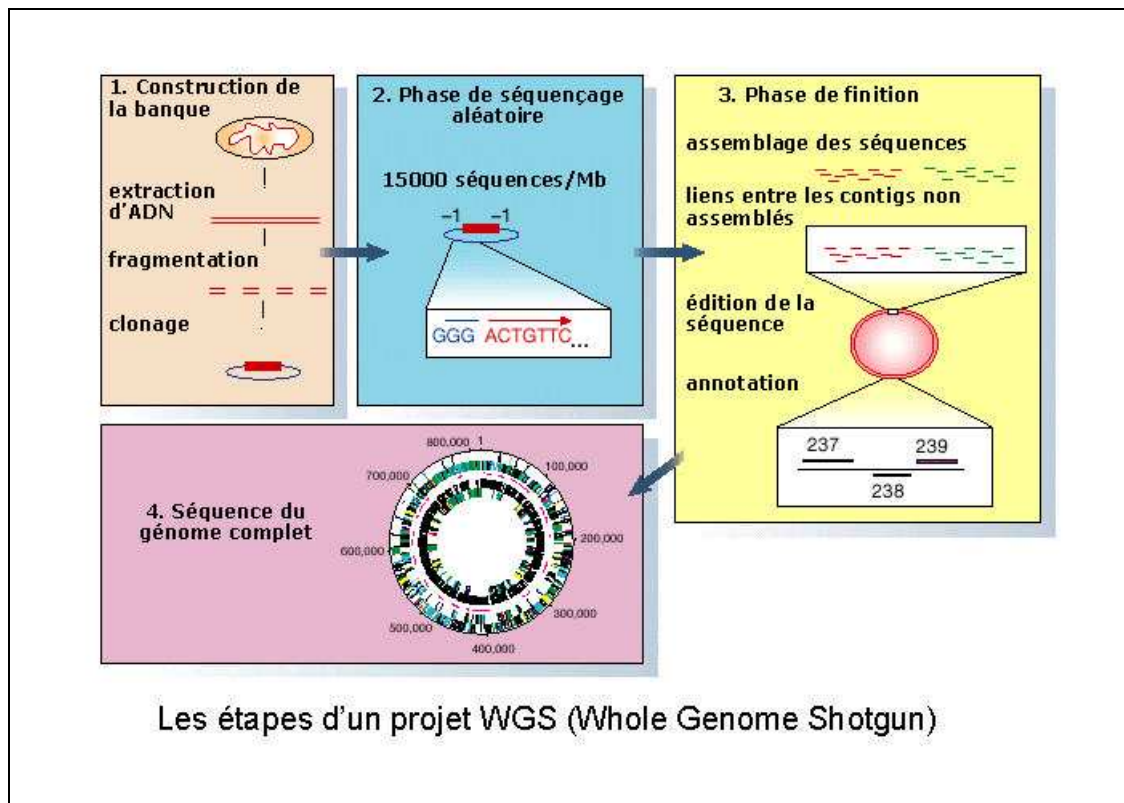 1. Construction de
la banque
extraction
d'ADN
fragmentation
clonage
2. Phase de séquençage
aléatoire
15000 séquences/Mb
−1 −1
GGG ACTGTTC...
3. Phase de finition
assemblage des séquences
liens entre les contigs non
assemblés
édition de la
séquence
annotation
237 239
238
4. Séquence du
génome complet
800,000 1
100,000
700,000
200,000
600,000
300,000
500,000
400,000
Les étapes d'un projet WGS (Whole Genome Shotgun)